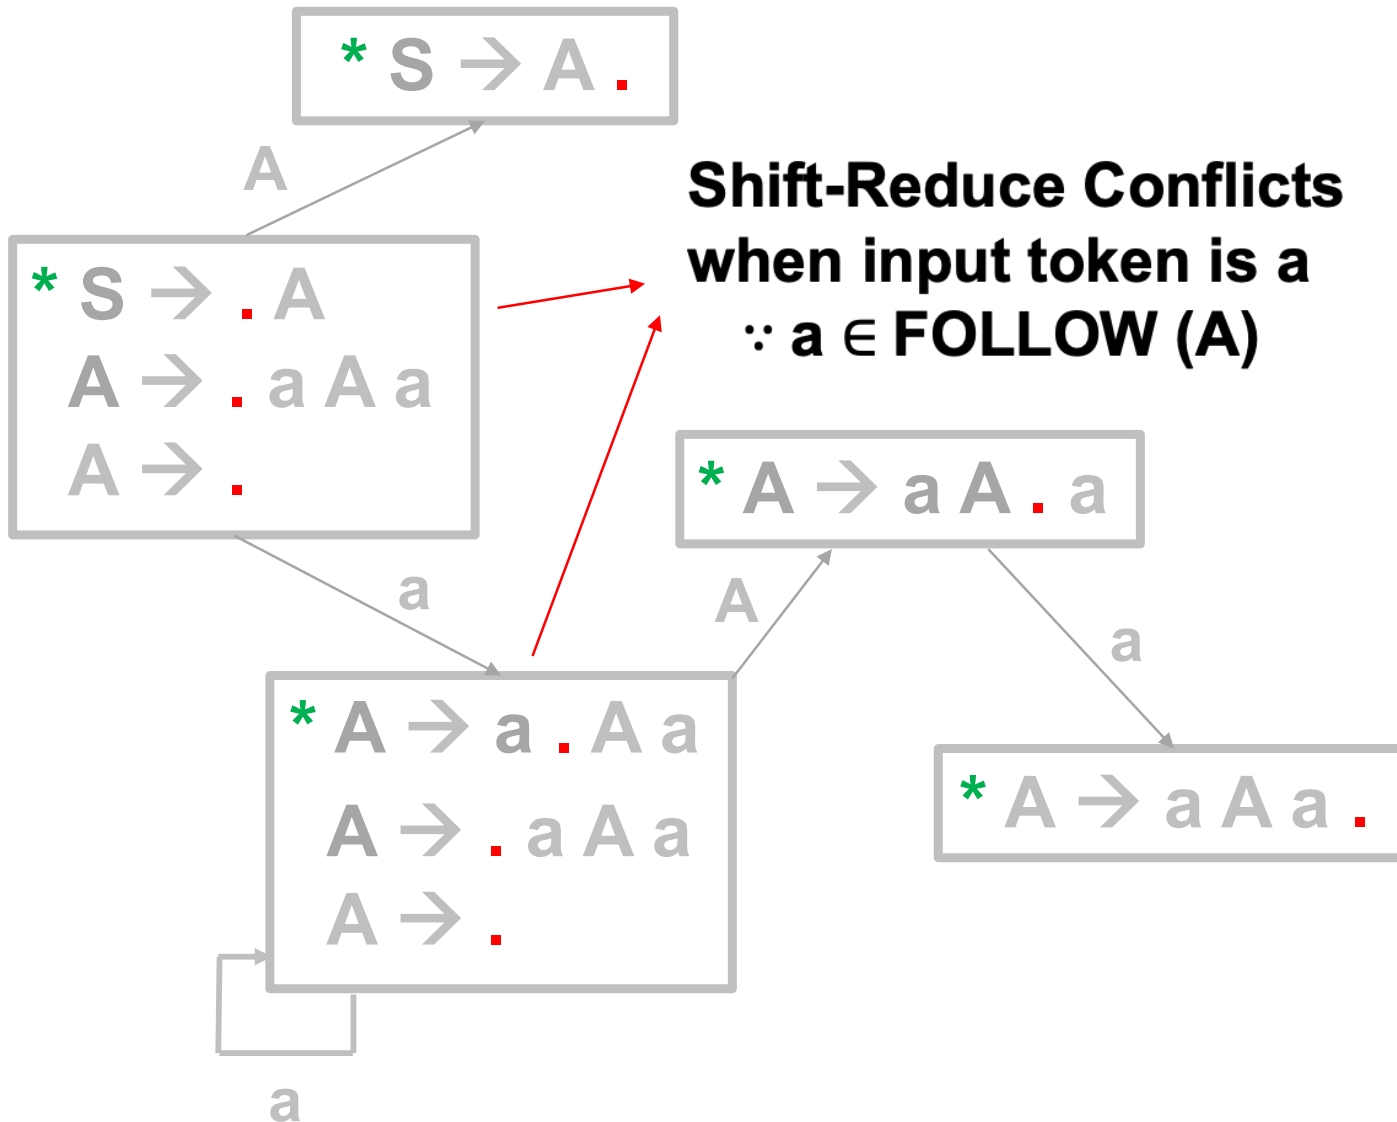 * S → A .
A
Shift-Reduce Conflicts
when input token is a
∵ a ∈ FOLLOW (A)
* S → . A
A → . a A a
A → .
* A → a A . a
a
A
a
* A → a . A a
A → . a A a
A → .
* A → a A a .
a